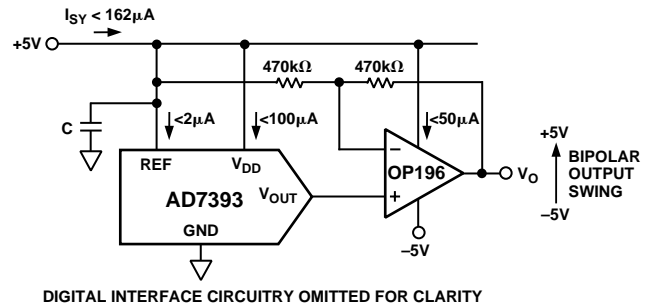 I_SY < 162μA
+5V
470kΩ 470kΩ
C
<2μA
<100μA
<50μA
REF
V_DD
AD7393
V_OUT
GND
−
+
OP196
−5V
V_O
+5V
BIPOLAR
OUTPUT
SWING
−5V
DIGITAL INTERFACE CIRCUITRY OMITTED FOR CLARITY